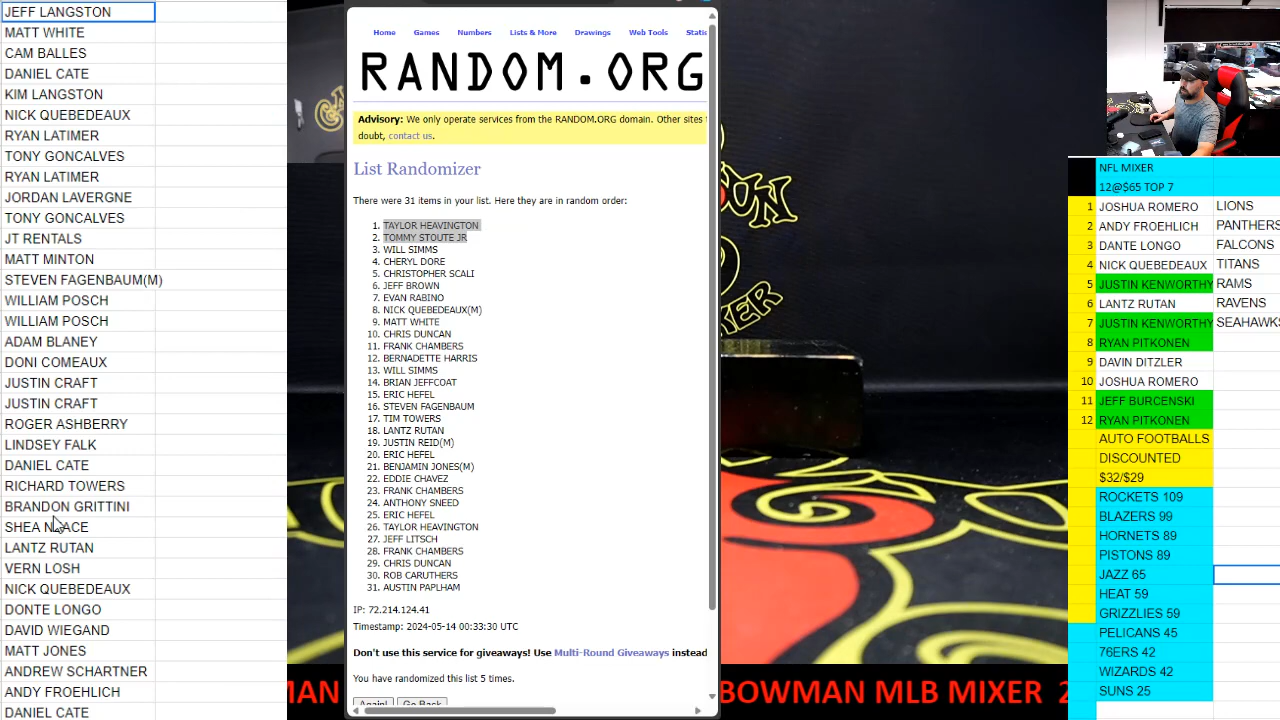 JEFF LANGSTON
MATT WHITE
CAM BALLES
DANIEL CATE
KIM LANGSTON
NICK QUEBEDEAUX
RYAN LATIMER
TONY GONCALVES
RYAN LATIMER
JORDAN LAVERGNE
TONY GONCALVES
JT RENTALS
MATT MINTON
STEVEN FAGENBAUM(M)
WILLIAM POSCH
WILLIAM POSCH
ADAM BLANEY
DONI COMEAUX
JUSTIN CRAFT
JUSTIN CRAFT
ROGER ASHBERRY
LINDSEY FALK
DANIEL CATE
RICHARD TOWERS
BRANDON GRITTINI
SHEA
LANTZ RUTAN
VERN LOSH
NICK QUEBEDEAUX
DONTE LONGO
DAVID WIEGAND
MATT JONES
ANDREW SCHARTNER
ANDY FROEHLICH
DANIEL CATE
Home Games Numbers Lists & More Drawings Web Tools Statis
RANDOM.ORG
Advisory: We only operate services from the RANDOM.ORG domain. Other sites
doubt, contact us.
List Randomizer
There were 31 items in your list. Here they are in random order:
1. TAYLOR HEAVINGTON
2. TOMMY STOUTE JR
3. WILL SIMMS
4. CHERYL DORE
5. CHRISTOPHER SCALI
6. JEFF BROWN
7. EVAN RABINO
8. NICK QUEBEDEAUX(M)
9. MATT WHITE
10. CHRIS DUNCAN
11. FRANK CHAMBERS
12. BERNADETTE HARRIS
13. WILL SIMMS
14. BRIAN JEFFCOAT
15. ERIC HEFEL
16. STEVEN FAGENBAUM
17. TIM TOWERS
18. LANTZ RUTAN
19. JUSTIN REID(M)
20. ERIC HEFEL
21. BENJAMIN JONES(M)
22. EDDIE CHAVEZ
23. FRANK CHAMBERS
24. ANTHONY SNEED
25. ERIC HEFEL
26. TAYLOR HEAVINGTON
27. JEFF LITSCH
28. FRANK CHAMBERS
29. CHRIS DUNCAN
30. ROB CARUTHERS
31. AUSTIN PAPLHAM
IP: 72.214.124.41
Timestamp: 2024-05-14 00:33:30 UTC
Don't use this service for giveaways! Use Multi-Round Giveaways instead
You have randomized this list 5 times.
Again! Go Back
MAN BOWMAN MLB MIXER 2
NFL MIXER
12@$65 TOP 7
1 JOSHUA ROMERO LIONS
2 ANDY FROEHLICH PANTHERS
3 DANTE LONGO FALCONS
4 NICK QUEBEDEAUX TITANS
5 JUSTIN KENWORTHY RAMS
6 LANTZ RUTAN RAVENS
7 JUSTIN KENWORTHY SEAHAWKS
8 RYAN PITKONEN
9 DAVIN DITZLER
10 JOSHUA ROMERO
11 JEFF BURCENSKI
12 RYAN PITKONEN
AUTO FOOTBALLS
DISCOUNTED
$32/$29
ROCKETS 109
BLAZERS 99
HORNETS 89
PISTONS 89
JAZZ 65
HEAT 59
GRIZZLIES 59
PELICANS 45
76ERS 42
WIZARDS 42
SUNS 25